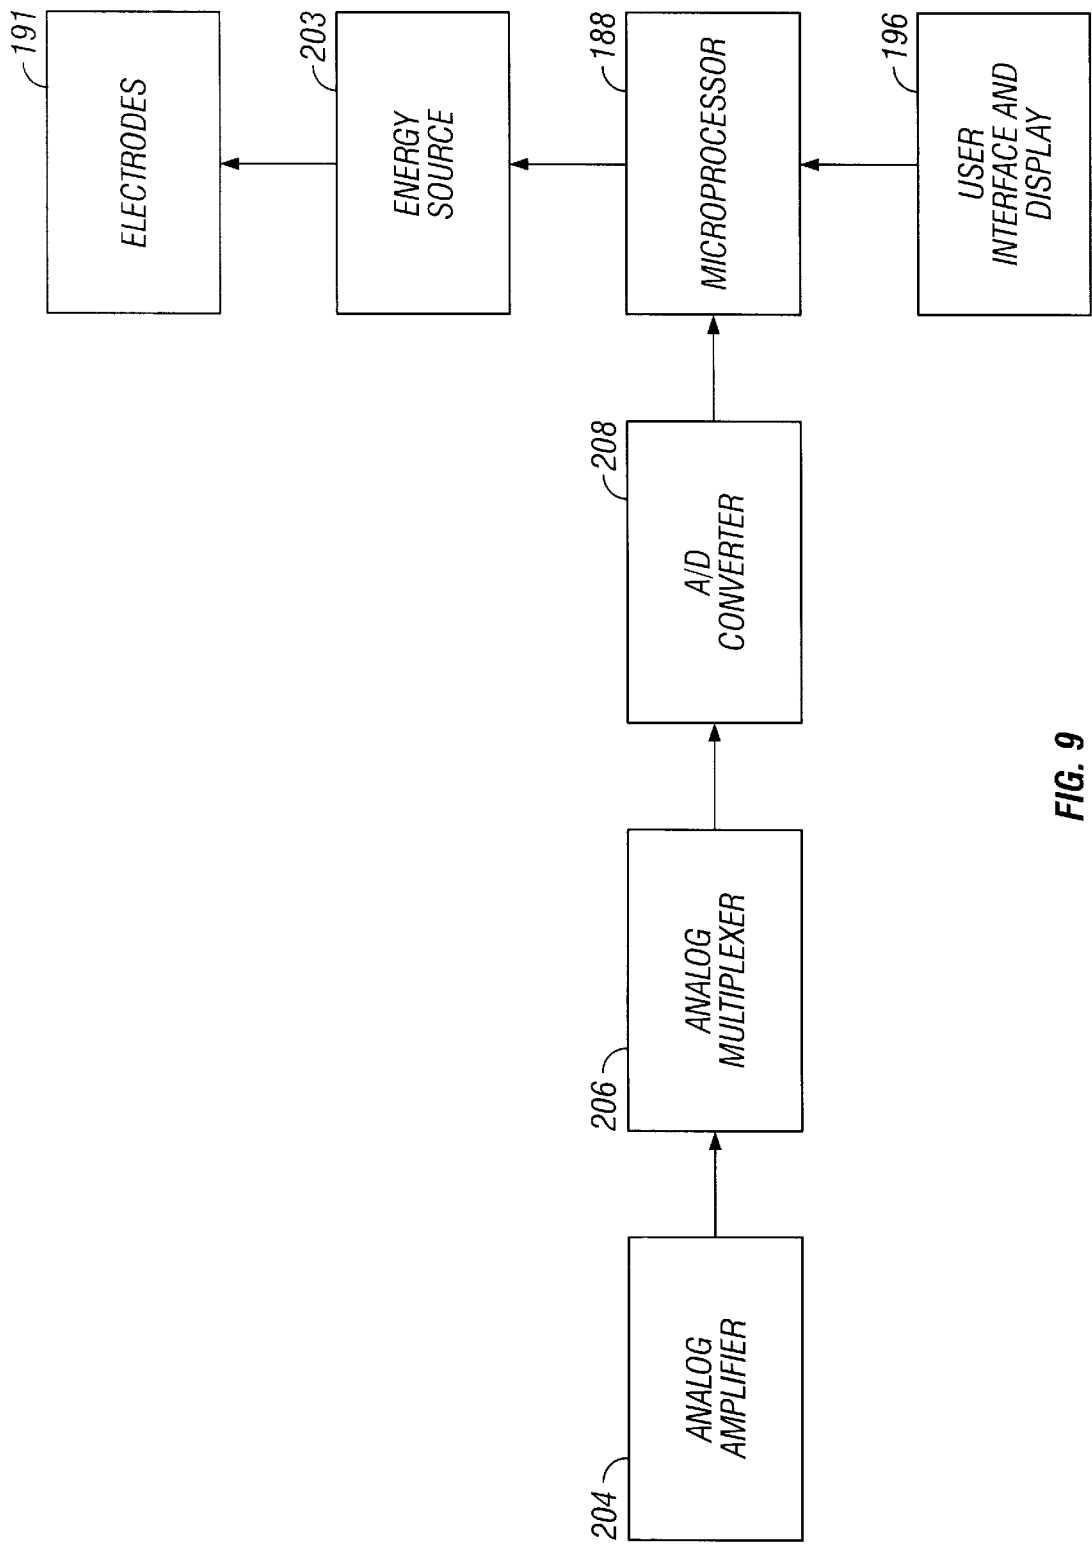 191
ELECTRODES
203
ENERGY
SOURCE
188
MICROPROCESSOR
196
USER
INTERFACE AND
DISPLAY
208
A/D
CONVERTER
206
ANALOG
MULTIPLEXER
204
ANALOG
AMPLIFIER
FIG. 9